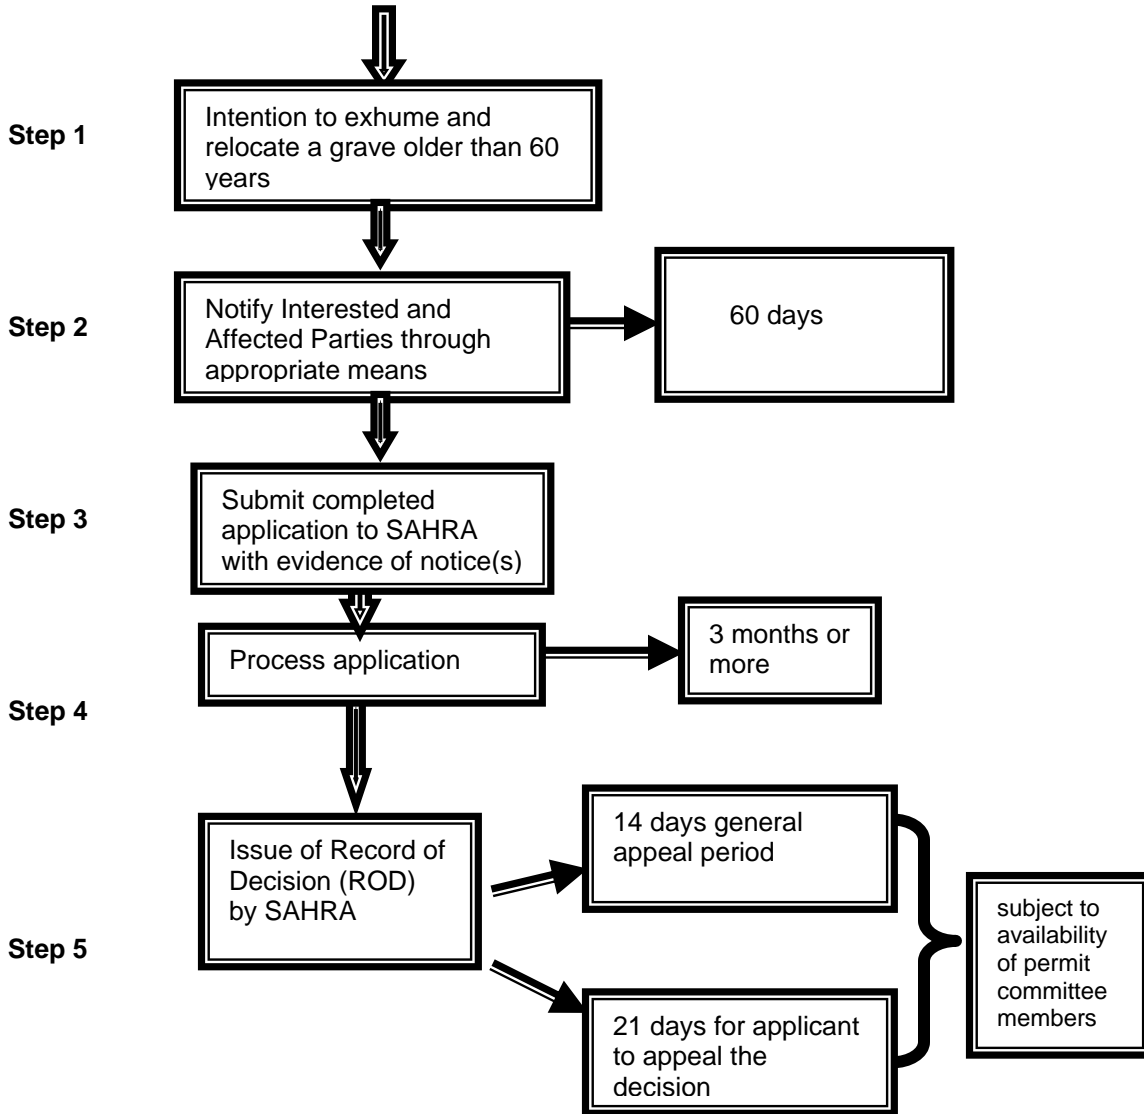 Step 1
Intention to exhume and
relocate a grave older than 60
years
Step 2
Notify Interested and
Affected Parties through
appropriate means
60 days
Step 3
Submit completed
application to SAHRA
with evidence of notice(s)
Step 4
Process application
3 months or
more
Step 5
Issue of Record of
Decision (ROD)
by SAHRA
14 days general
appeal period
21 days for applicant
to appeal the
decision
subject to
availability
of permit
committee
members